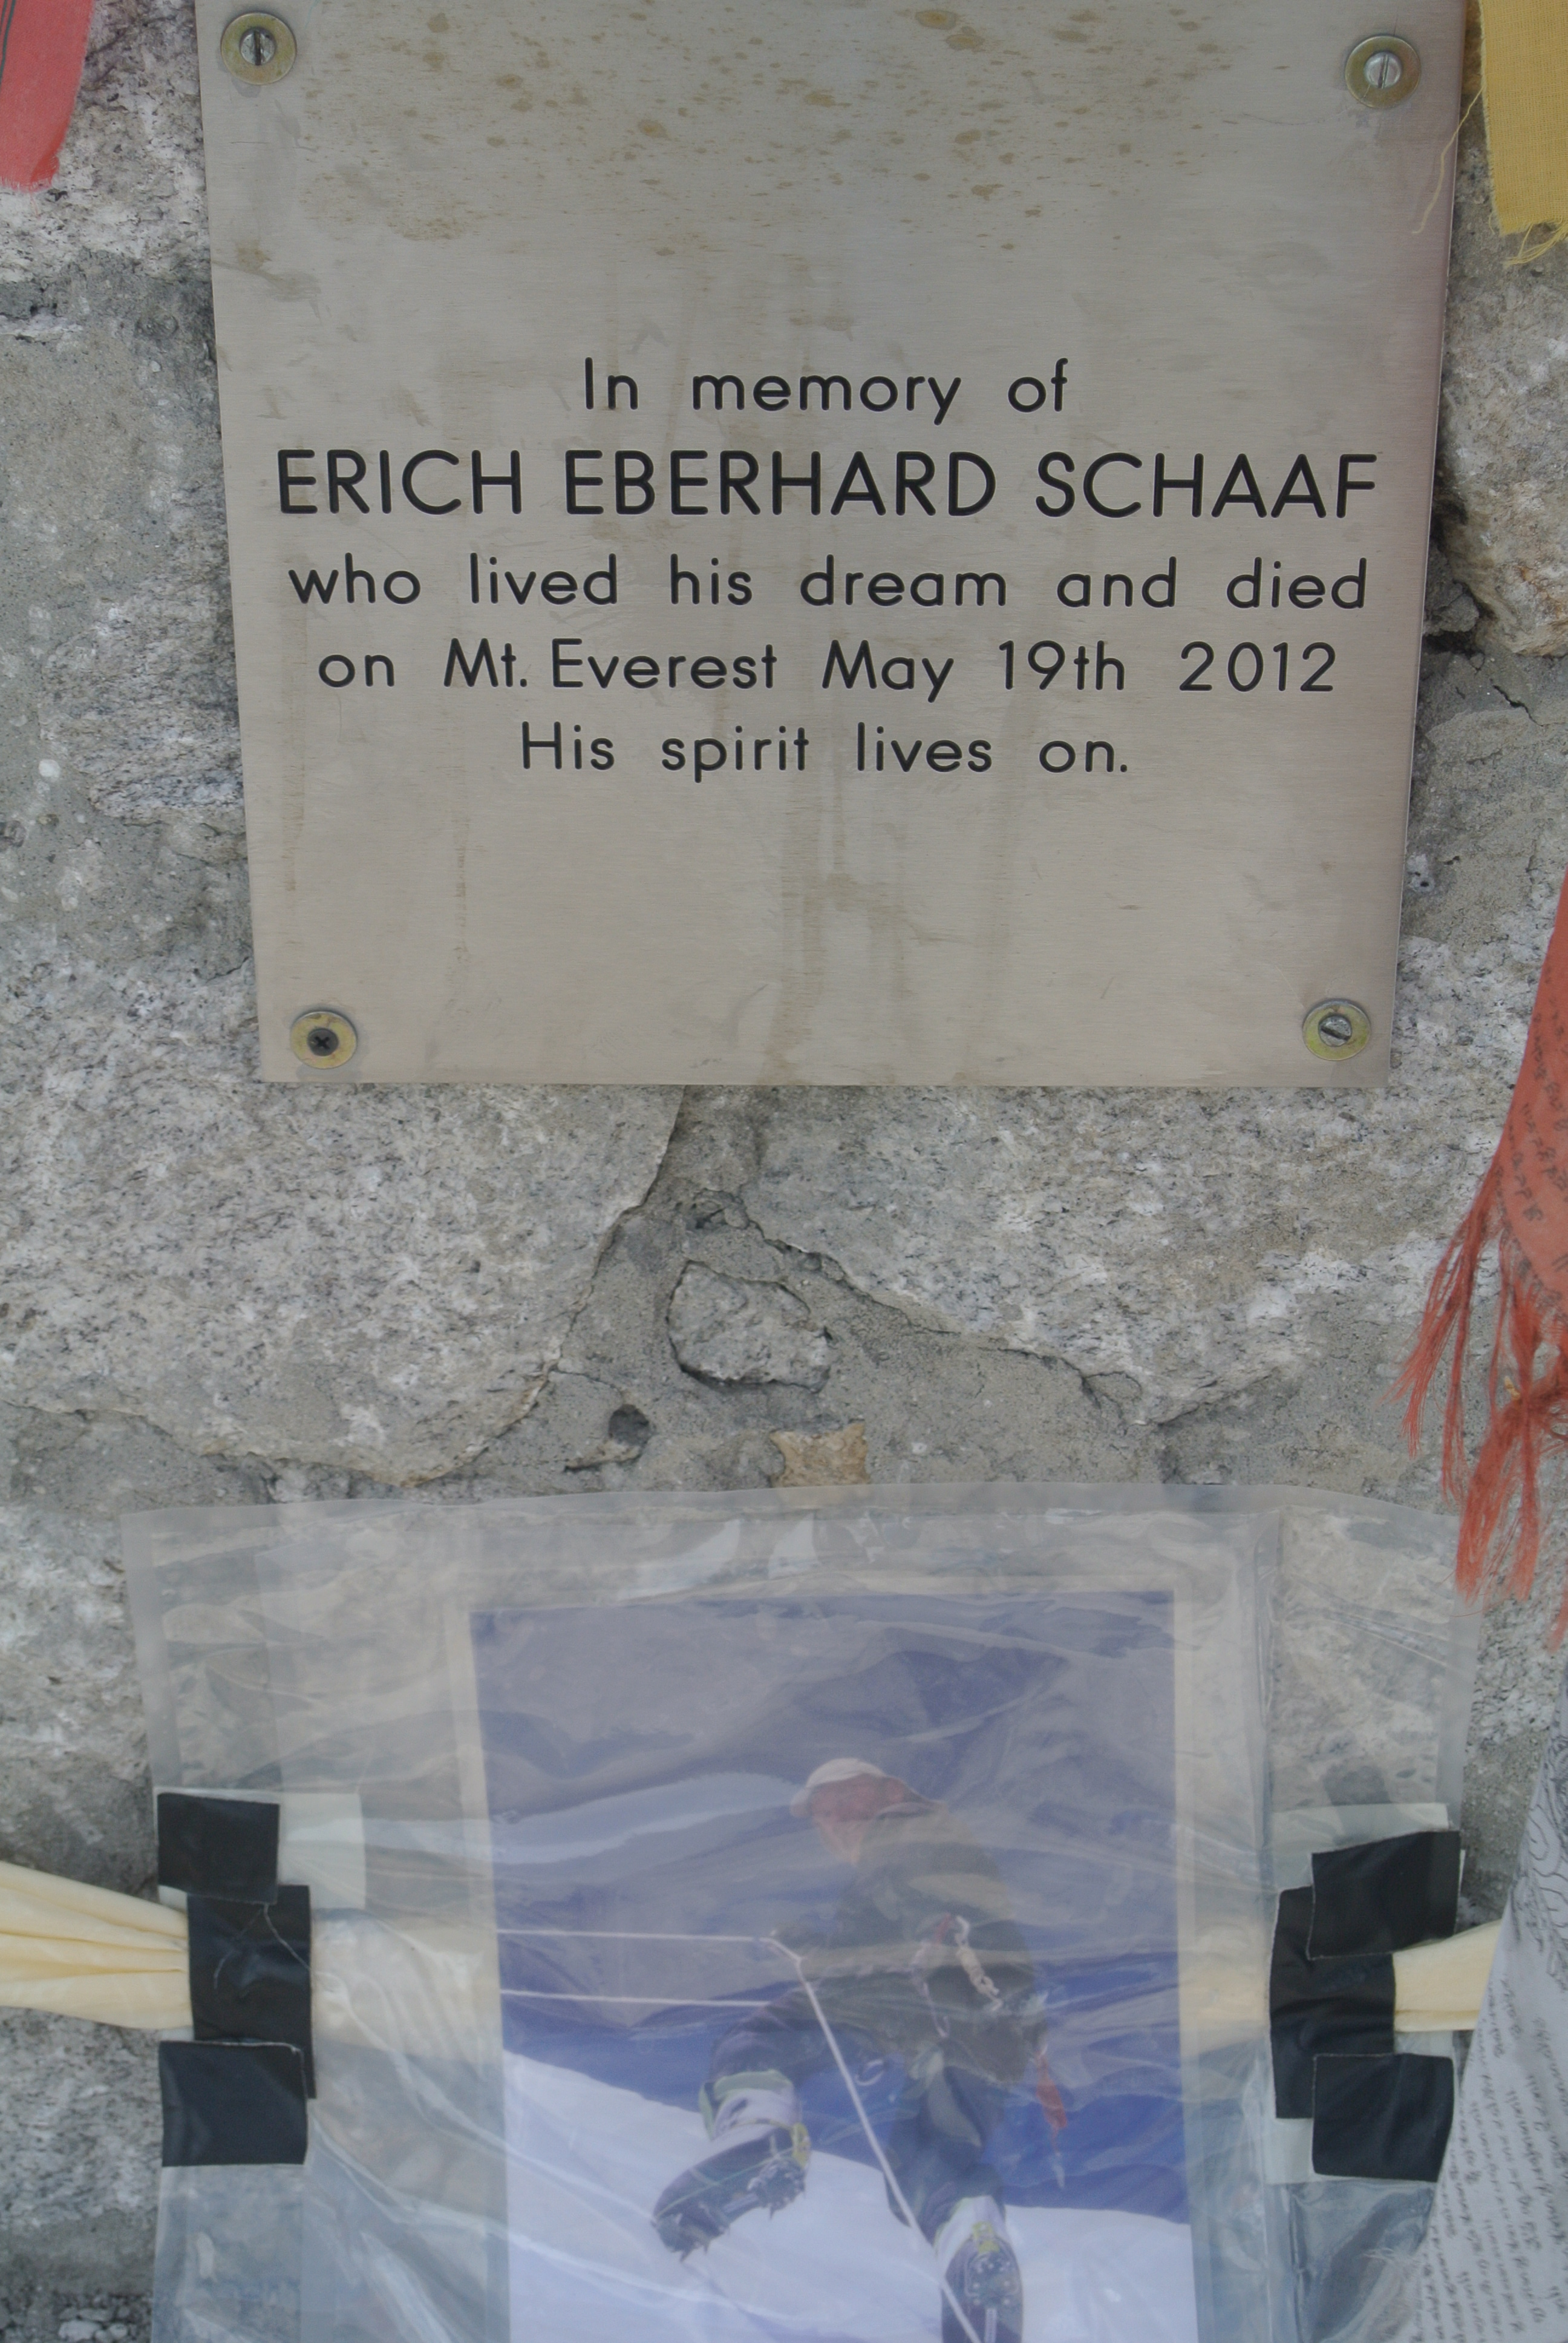 In memory of
ERICH EBERHARD SCHAAF
who lived his dream and died
on Mt. Everest May 19th 2012
His spirit lives on.